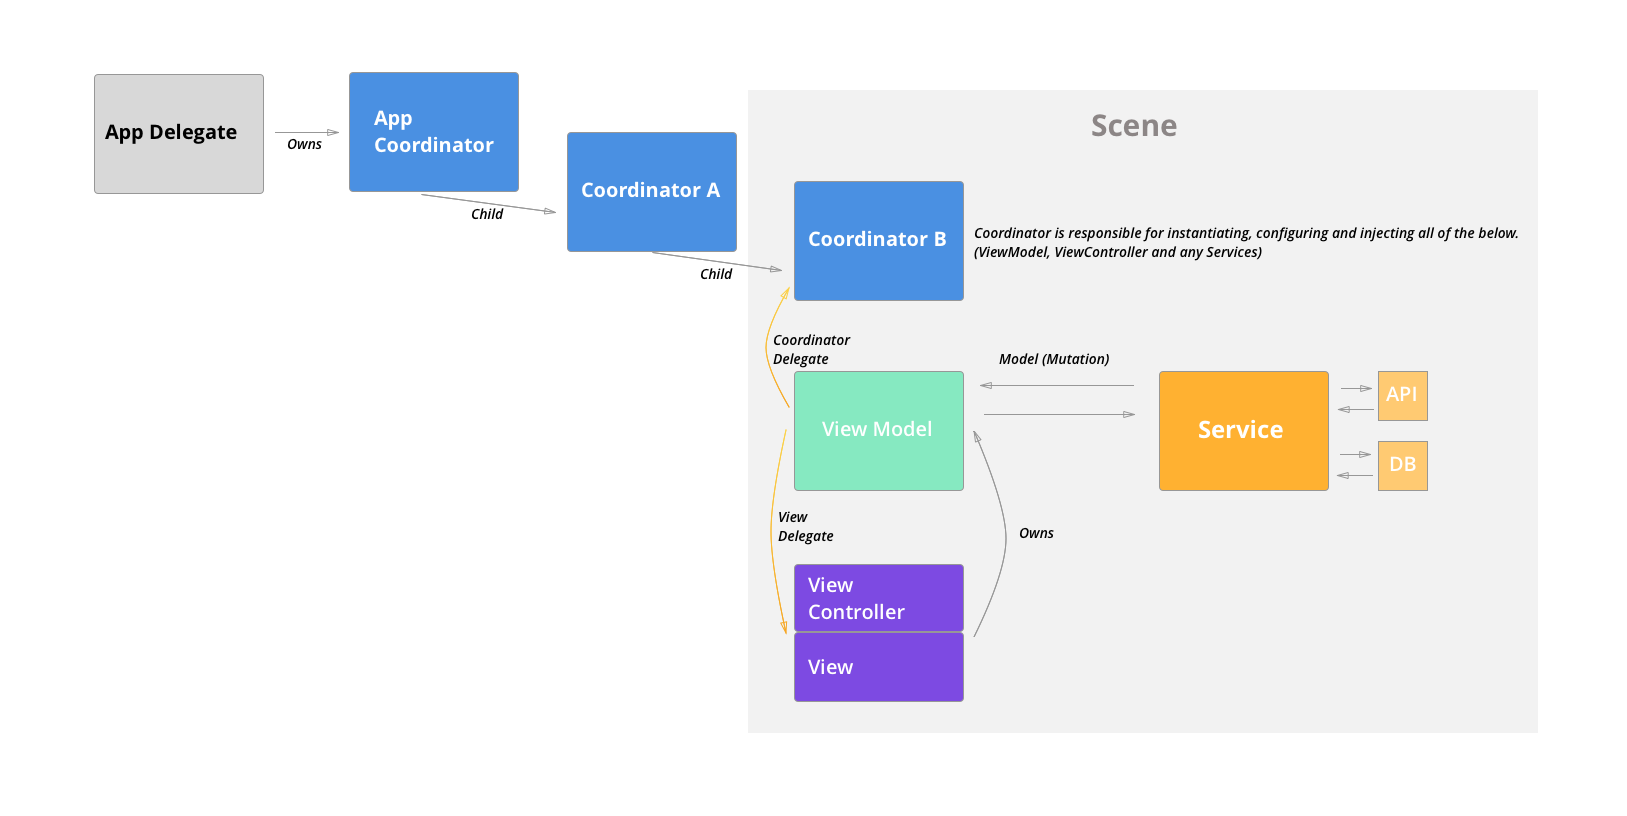 App Delegate
Owns
App
Coordinator
Child
Coordinator A
Child
Scene
Coordinator B
Coordinator is responsible for instantiating, configuring and injecting all of the below.
(ViewModel, ViewController and any Services)
Coordinator
Delegate
Model (Mutation)
View Model
Service
API
DB
View
Delegate
Owns
View
Controller
View